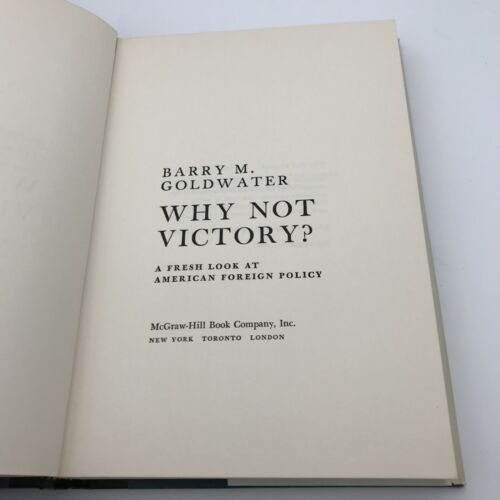 BARRY M.
GOLDWATER
WHY NOT
VICTORY?
A FRESH LOOK AT
AMERICAN FOREIGN POLICY
McGraw-Hill Book Company, Inc.
NEW YORK TORONTO LONDON